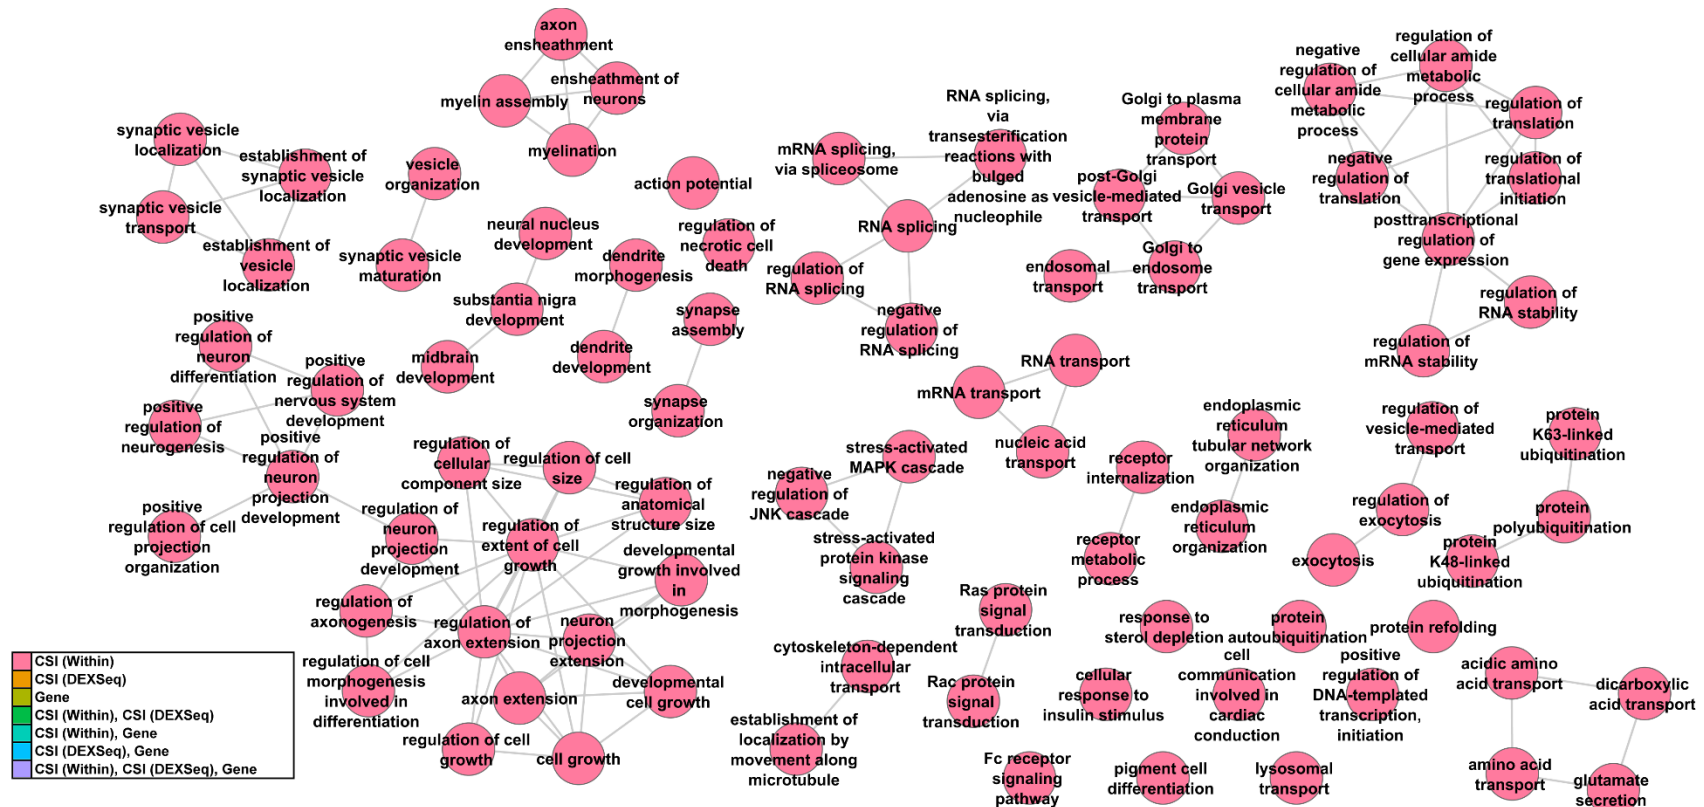 axon
ensheathment
myelin assembly
ensheathment of
neurons
myelination
synaptic vesicle
localization
establishment of
synaptic vesicle
localization
synaptic vesicle
transport
establishment of
vesicle
localization
vesicle
organization
synaptic vesicle
maturation
action potential
neural nucleus
development
substantia nigra
development
midbrain
development
dendrite
morphogenesis
dendrite
development
regulation of
necrotic cell
death
synapse
assembly
synapse
organization
mRNA splicing,
via spliceosome
RNA splicing,
via
transesterification
reactions with
bulged
adenosine as
nucleophile
RNA splicing
regulation of
RNA splicing
negative
regulation of
RNA splicing
Golgi to plasma
membrane
protein
transport
post-Golgi
vesicle-mediated
transport
Golgi vesicle
transport
endosomal
transport
Golgi to
endosome
transport
negative
regulation of
cellular amide
metabolic
process
regulation of
cellular amide
metabolic
process
regulation of
translation
negative
regulation of
translation
regulation of
translational
initiation
posttranscriptional
regulation of
gene expression
regulation of
RNA stability
regulation of
mRNA stability
positive
regulation of
neuron
differentiation
positive
regulation of
nervous system
development
positive
regulation of
neurogenesis
positive
regulation of
neuron
projection
development
positive
regulation of cell
projection
organization
regulation of
cellular
component size
regulation of cell
size
regulation of
anatomical
structure size
regulation of
neuron
projection
development
regulation of
extent of cell
growth
developmental
growth involved
in
morphogenesis
regulation of
axonogenesis
regulation of
axon extension
neuron
projection
extension
regulation of cell
morphogenesis
involved in
differentiation
axon extension
developmental
cell growth
regulation of cell
growth
cell growth
RNA transport
mRNA transport
nucleic acid
transport
stress-activated
MAPK cascade
negative
regulation of
JNK cascade
stress-activated
protein kinase
signaling
cascade
receptor
internalization
receptor
metabolic
process
endoplasmic
reticulum
tubular network
organization
endoplasmic
reticulum
organization
regulation of
vesicle-mediated
transport
regulation of
exocytosis
exocytosis
protein
K63-linked
ubiquitination
protein
polyubiquitination
protein
K48-linked
ubiquitination
Ras protein
signal
transduction
Rac protein
signal
transduction
cytoskeleton-dependent
intracellular
transport
establishment of
localization by
movement along
microtubule
response to
sterol depletion
protein
autoubiquitination
protein refolding
cellular
response to
insulin stimulus
cell
communication
involved in
cardiac
conduction
positive
regulation of
DNA-templated
transcription,
initiation
acidic amino
acid transport
dicarboxylic
acid transport
amino acid
transport
glutamate
secretion
Fc receptor
signaling
pathway
pigment cell
differentiation
lysosomal
transport
CSI (Within)
CSI (DEXSeq)
Gene
CSI (Within), CSI (DEXSeq)
CSI (Within), Gene
CSI (DEXSeq), Gene
CSI (Within), CSI (DEXSeq), Gene